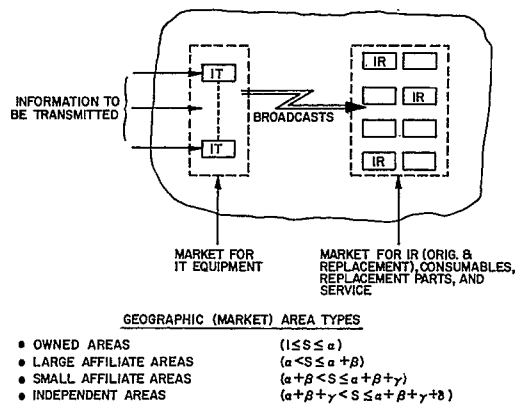 IT
IR
IR
INFORMATION TO
BE TRANSMITTED
BROADCASTS
IT
IR
MARKET FOR
IT EQUIPMENT
MARKET FOR IR (ORIG. &
REPLACEMENT), CONSUMABLES,
REPLACEMENT PARTS, AND
SERVICE
GEOGRAPHIC (MARKET) AREA TYPES
• OWNED AREAS (1≤S≤α)
• LARGE AFFILIATE AREAS (α<S≤α+β)
• SMALL AFFILIATE AREAS (α+β<S≤α+β+γ)
• INDEPENDENT AREAS (α+β+γ<S≤α+β+γ+δ)